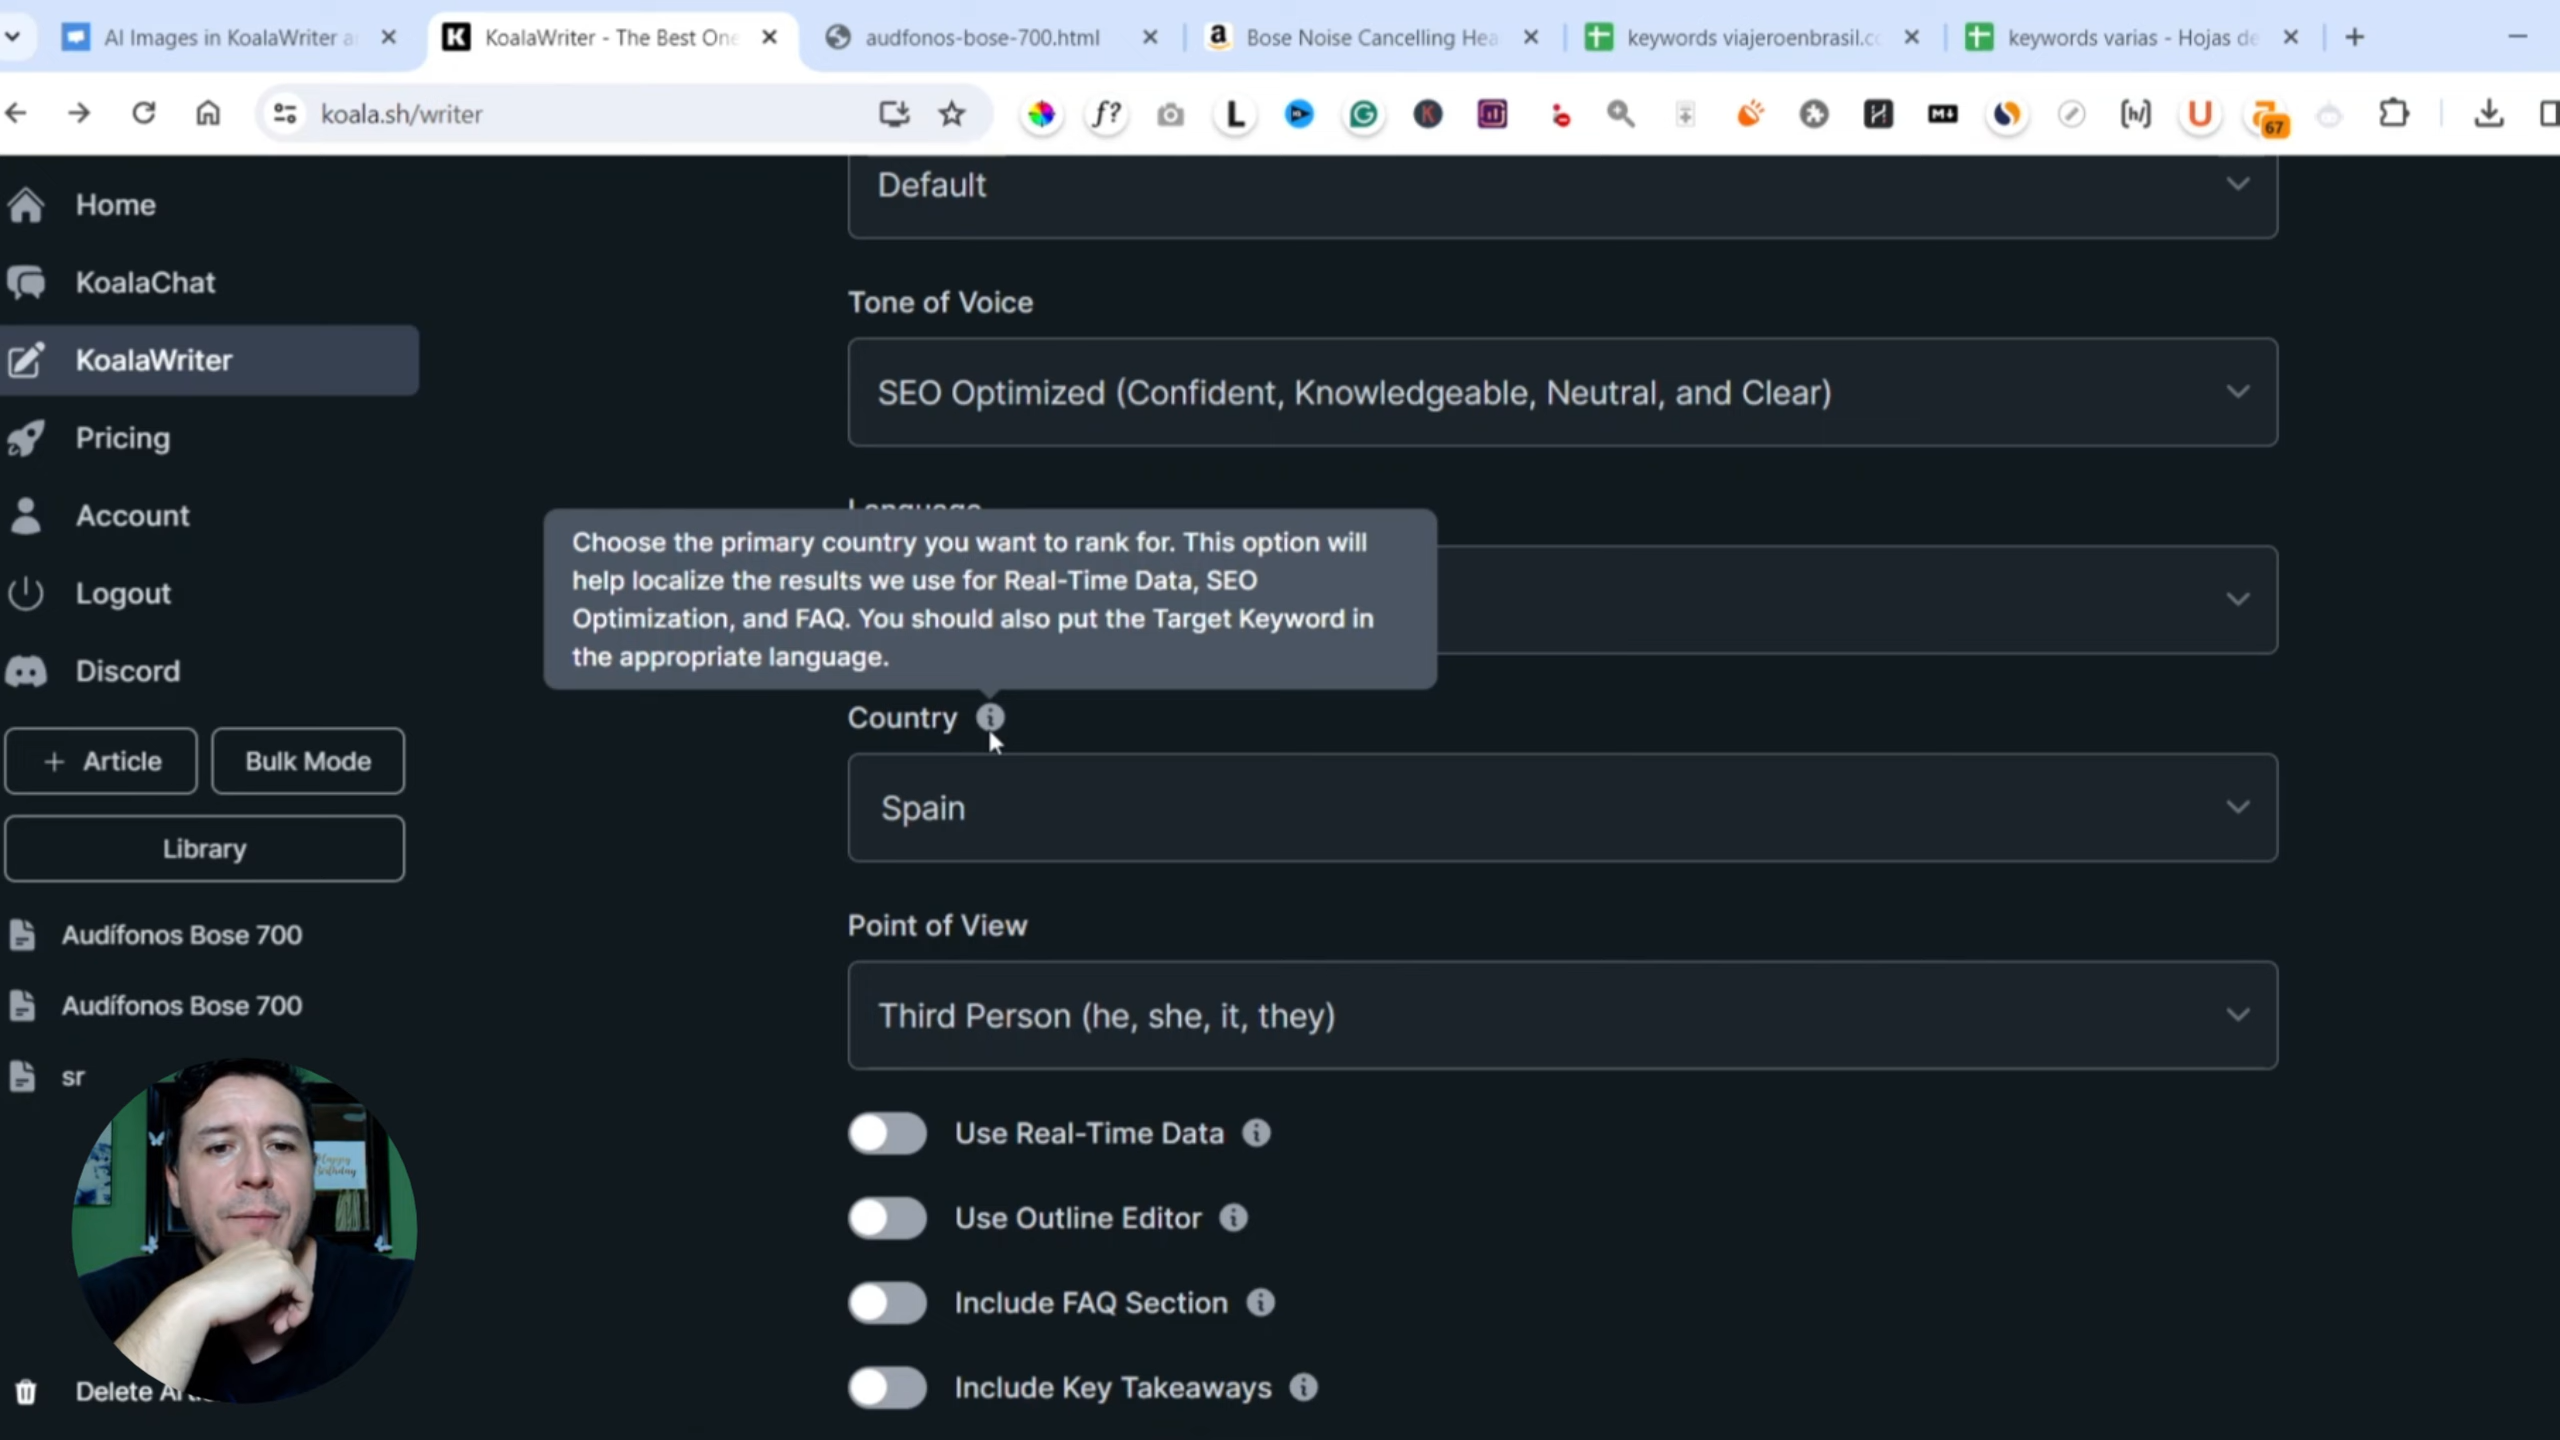 AI Images in KoalaWriter a
KoalaWriter - The Best One
audfonos-bose-700.html
Bose Noise Cancelling Hea
keywords viajeroenbrasil.co
keywords varias - Hojas de
koala.sh/writer
f?
L
K
M
U
67
Home
KoalaChat
KoalaWriter
Pricing
Account
Logout
Discord
+ Article
Bulk Mode
Library
Audífonos Bose 700
Audífonos Bose 700
sr
Delete
Default
Tone of Voice
SEO Optimized (Confident, Knowledgeable, Neutral, and Clear)
Language
Choose the primary country you want to rank for. This option will
help localize the results we use for Real-Time Data, SEO
Optimization, and FAQ. You should also put the Target Keyword in
the appropriate language.
Country
Spain
Point of View
Third Person (he, she, it, they)
Use Real-Time Data
Use Outline Editor
Include FAQ Section
Include Key Takeaways
Happy
Birthday